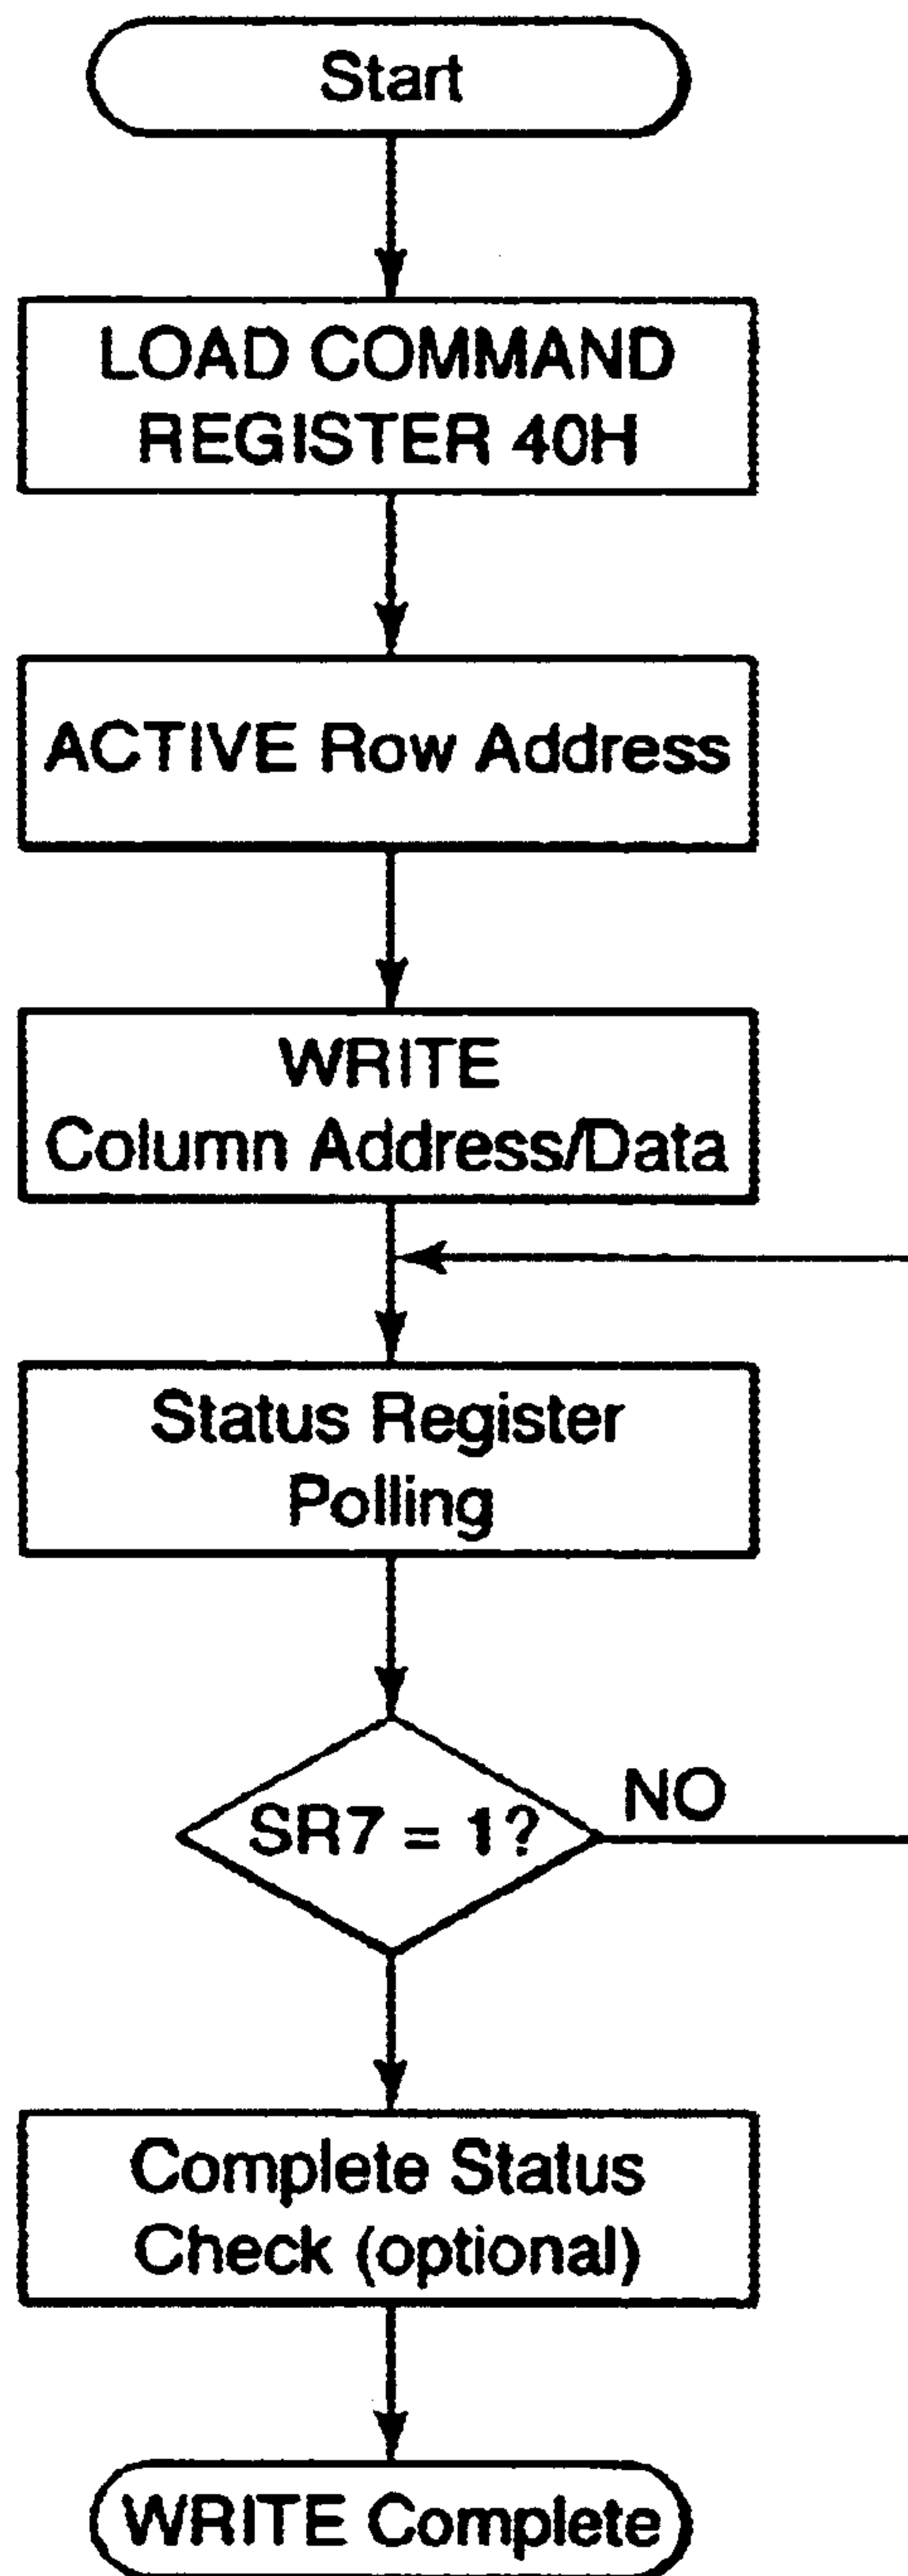 Start
LOAD COMMAND
REGISTER 40H
ACTIVE Row Address
WRITE
Column Address/Data
Status Register
Polling
SR7 = 1?
NO
Complete Status
Check (optional)
WRITE Complete